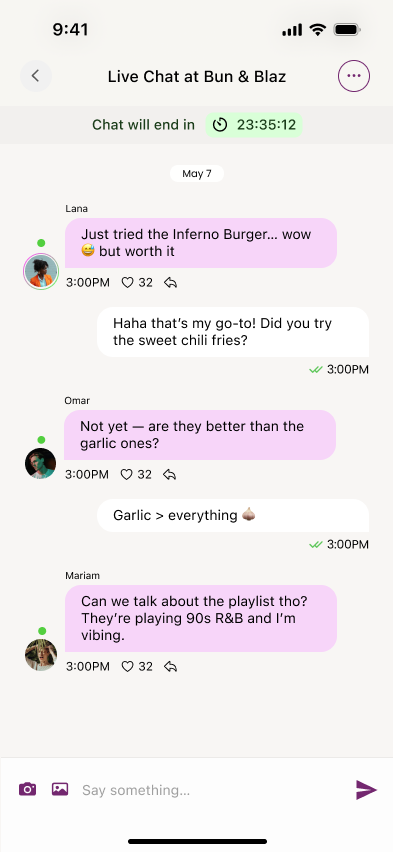 9:41
Live Chat at Bun & Blaz
Chat will end in 23:35:12
May 7
Lana
Just tried the Inferno Burger... wow
😅 but worth it
3:00PM 32
Haha that's my go-to! Did you try
the sweet chili fries?
3:00PM
Omar
Not yet — are they better than the
garlic ones?
3:00PM 32
Garlic > everything 🧄
3:00PM
Mariam
Can we talk about the playlist tho?
They're playing 90s R&B and I'm
vibing.
3:00PM 32
Say something...